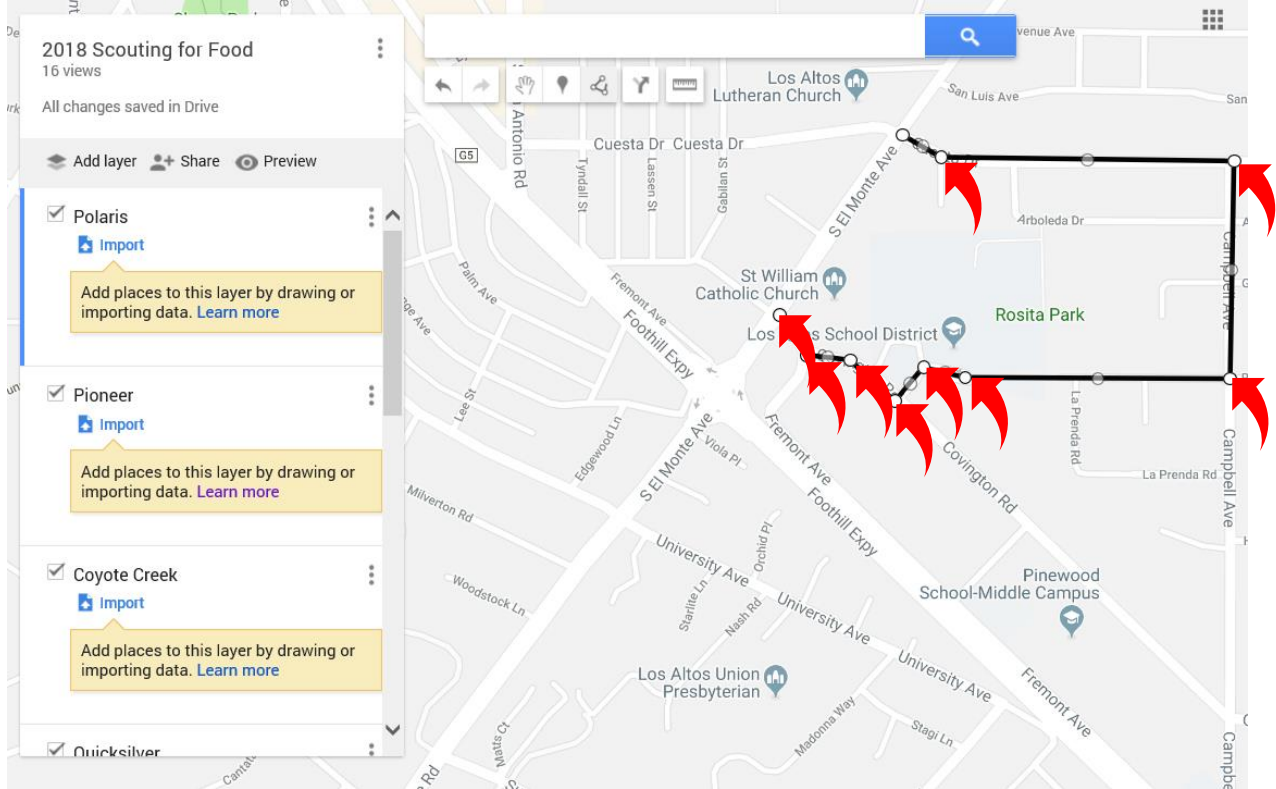 2018 Scouting for Food
16 views
All changes saved in Drive
Add layer
Share
Preview
Polaris
Import
Add places to this layer by drawing or
importing data. Learn more
Pioneer
Import
Add places to this layer by drawing or
importing data. Learn more
Coyote Creek
Import
Add places to this layer by drawing or
importing data. Learn more
Quicksilver
venue Ave
Los Altos
Lutheran Church
San Luis Ave
San
Antonio Rd
G5
Cuesta Dr
Cuesta Dr
Tyndall St
Lassen St
Gabilan St
S El Monte Ave
Arboleda Dr
Campbell Ave
St William
Catholic Church
Palm Ave
Fremont Ave
Foothill Expy
School District
Rosita Park
Lee St
Edgewood Ln
Viola Pl
S El Monte Ave
Fremont Ave
Foothill Expy
Covington Rd
La Prenda Rd
La Prenda Rd
Campbell Ave
Milverton Rd
University Ave
Orchid Pl
Woodstock Ln
Starlite Ln
Nash Rd
University Ave
Pinewood
School-Middle Campus
Los Altos Union
Presbyterian
University Ave
Fremont Ave
Madonna Way
Stagi Ln
Matts Ct
Rd
Campbe